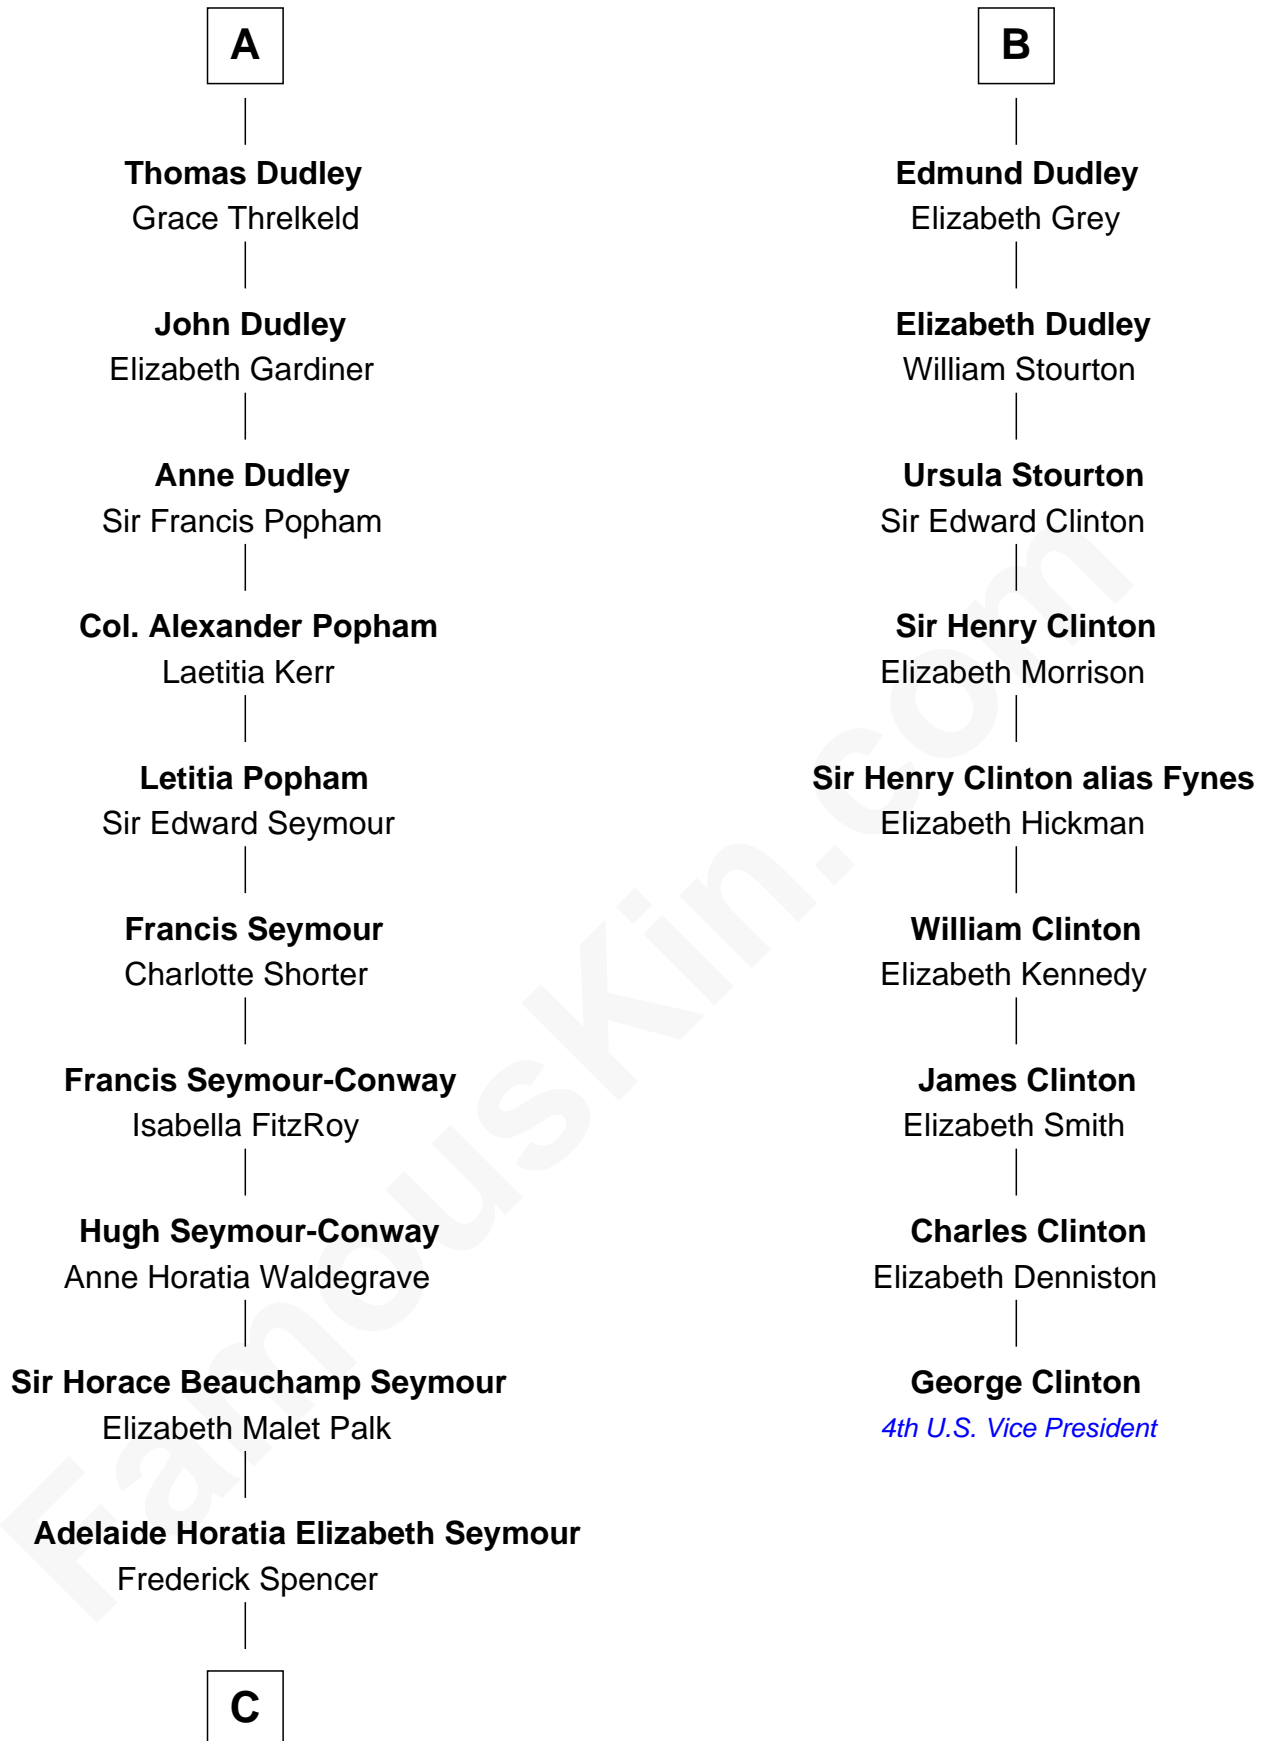 A
Thomas Dudley
Grace Threlkeld
John Dudley
Elizabeth Gardiner
Anne Dudley
Sir Francis Popham
Col. Alexander Popham
Laetitia Kerr
Letitia Popham
Sir Edward Seymour
Francis Seymour
Charlotte Shorter
Francis Seymour-Conway
Isabella FitzRoy
Hugh Seymour-Conway
Anne Horatia Waldegrave
Sir Horace Beauchamp Seymour
Elizabeth Malet Palk
Adelaide Horatia Elizabeth Seymour
Frederick Spencer
C
B
Edmund Dudley
Elizabeth Grey
Elizabeth Dudley
William Stourton
Ursula Stourton
Sir Edward Clinton
Sir Henry Clinton
Elizabeth Morrison
Sir Henry Clinton alias Fynes
Elizabeth Hickman
William Clinton
Elizabeth Kennedy
James Clinton
Elizabeth Smith
Charles Clinton
Elizabeth Denniston
George Clinton
4th U.S. Vice President
FamousKin.com